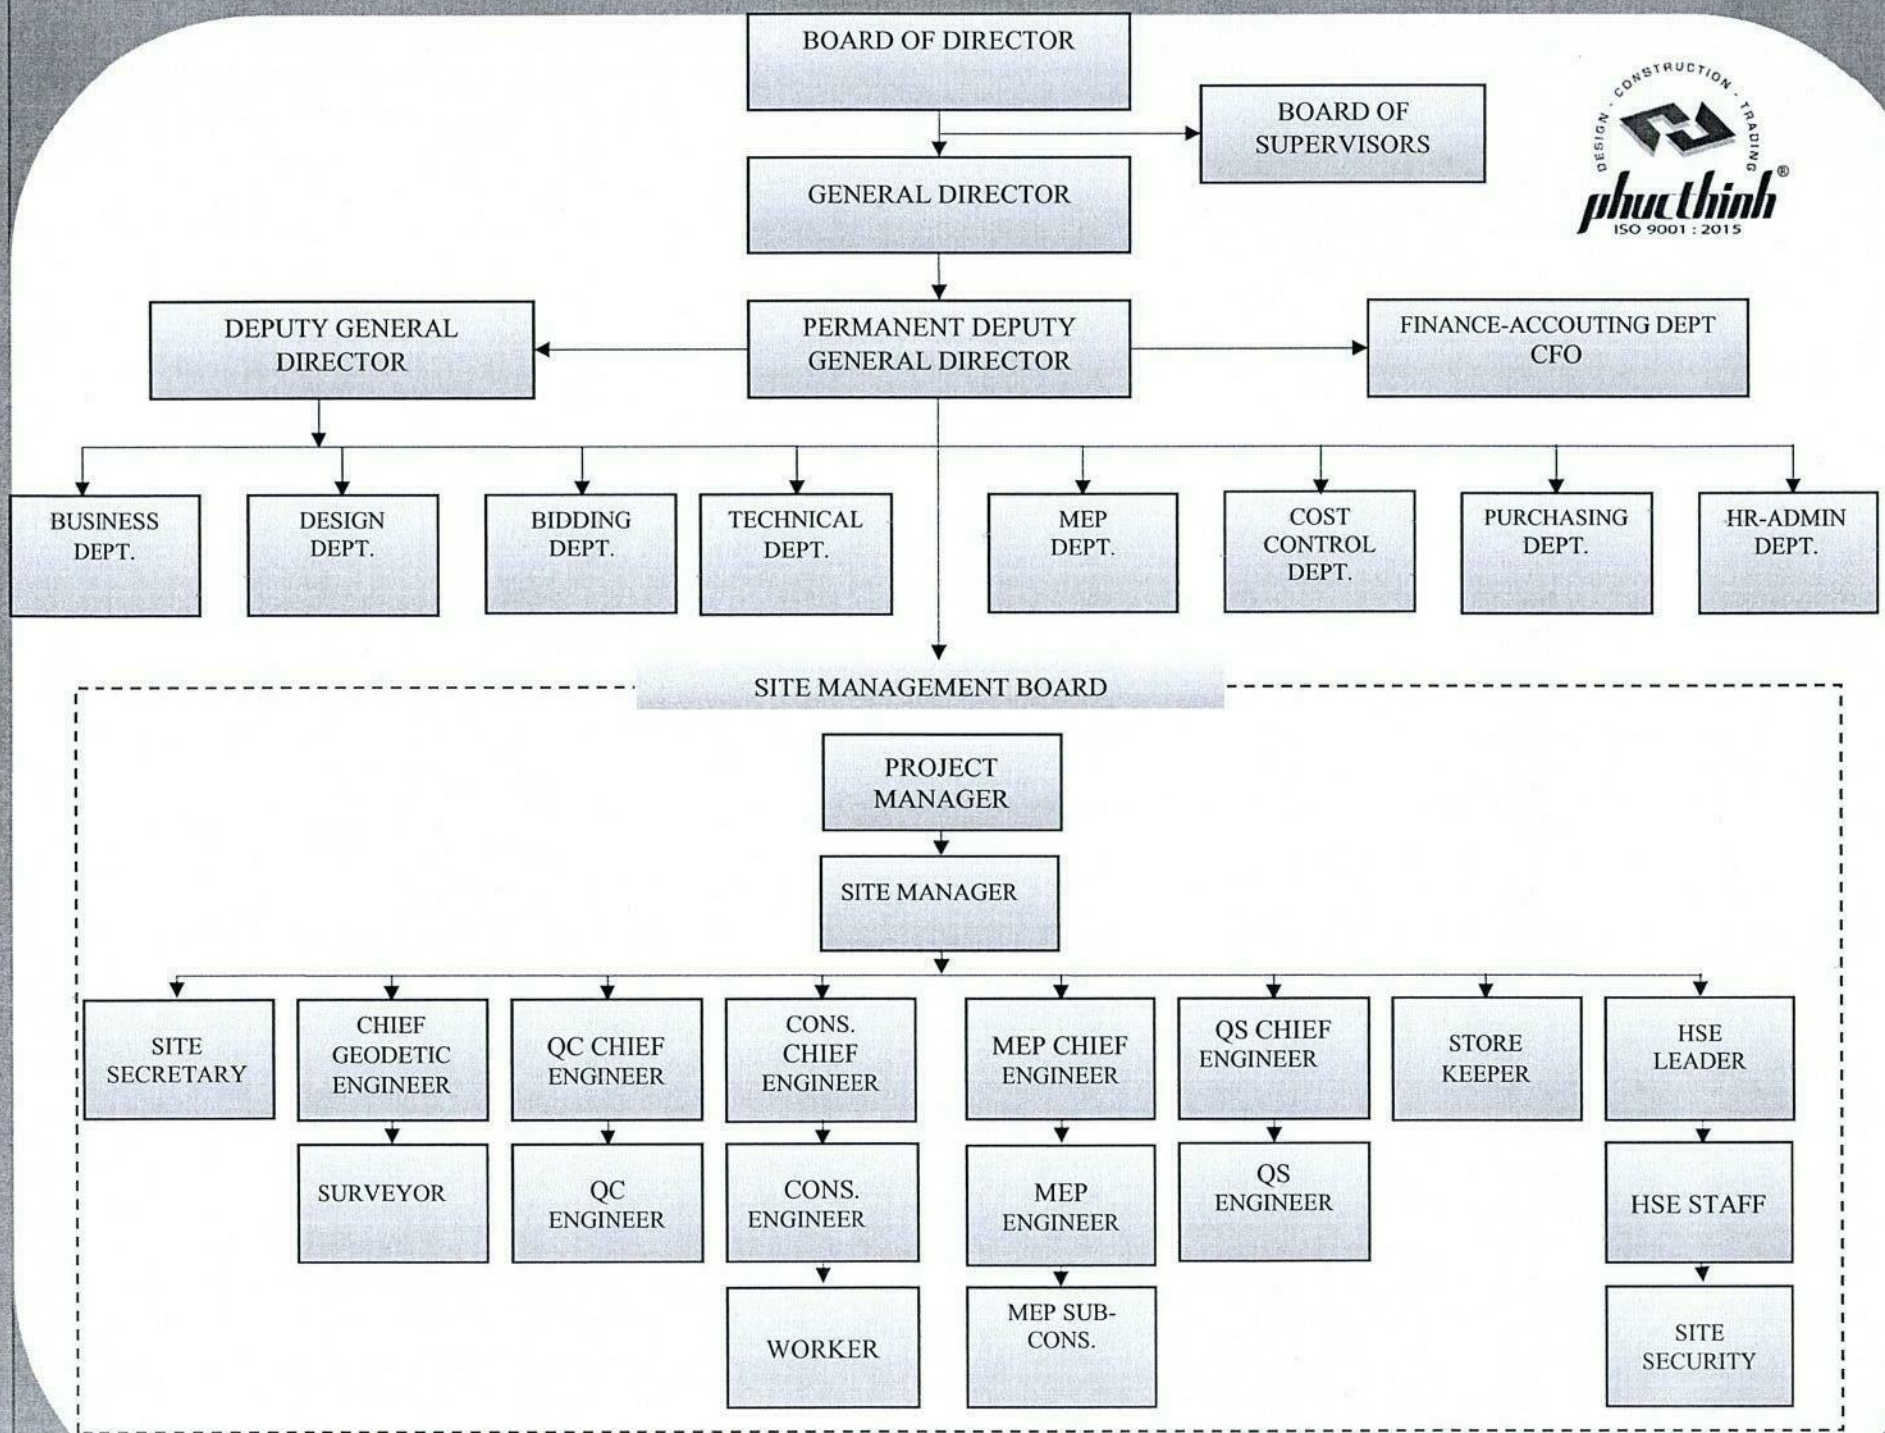 BOARD OF DIRECTOR
BOARD OF
SUPERVISORS
DESIGN - CONSTRUCTION - TRADING
phucthinh®
ISO 9001 : 2015
GENERAL DIRECTOR
DEPUTY GENERAL
DIRECTOR
PERMANENT DEPUTY
GENERAL DIRECTOR
FINANCE-ACCOUTING DEPT
CFO
BUSINESS
DEPT.
DESIGN
DEPT.
BIDDING
DEPT.
TECHNICAL
DEPT.
MEP
DEPT.
COST
CONTROL
DEPT.
PURCHASING
DEPT.
HR-ADMIN
DEPT.
SITE MANAGEMENT BOARD
PROJECT
MANAGER
SITE MANAGER
SITE
SECRETARY
CHIEF
GEODETIC
ENGINEER
QC CHIEF
ENGINEER
CONS.
CHIEF
ENGINEER
MEP CHIEF
ENGINEER
QS CHIEF
ENGINEER
STORE
KEEPER
HSE
LEADER
SURVEYOR
QC
ENGINEER
CONS.
ENGINEER
MEP
ENGINEER
QS
ENGINEER
HSE STAFF
WORKER
MEP SUB-
CONS.
SITE
SECURITY